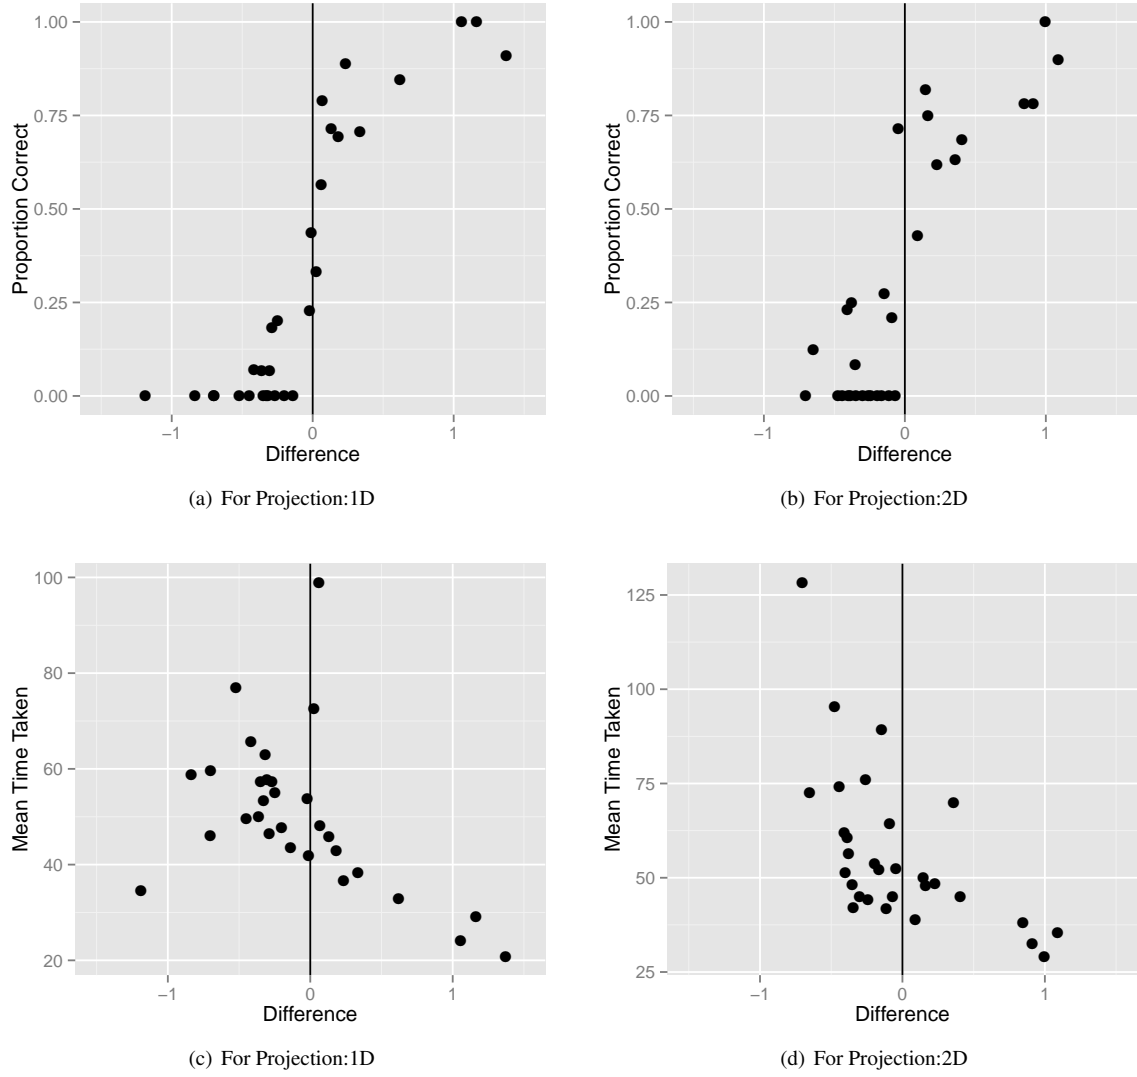 1.00
0.75
0.50
0.25
0.00
Proportion Correct
−1 0 1
Difference
(a) For Projection:1D
1.00
0.75
0.50
0.25
0.00
Proportion Correct
−1 0 1
Difference
(b) For Projection:2D
100
80
60
40
20
Mean Time Taken
−1 0 1
Difference
(c) For Projection:1D
125
100
75
50
25
Mean Time Taken
−1 0 1
Difference
(d) For Projection:2D